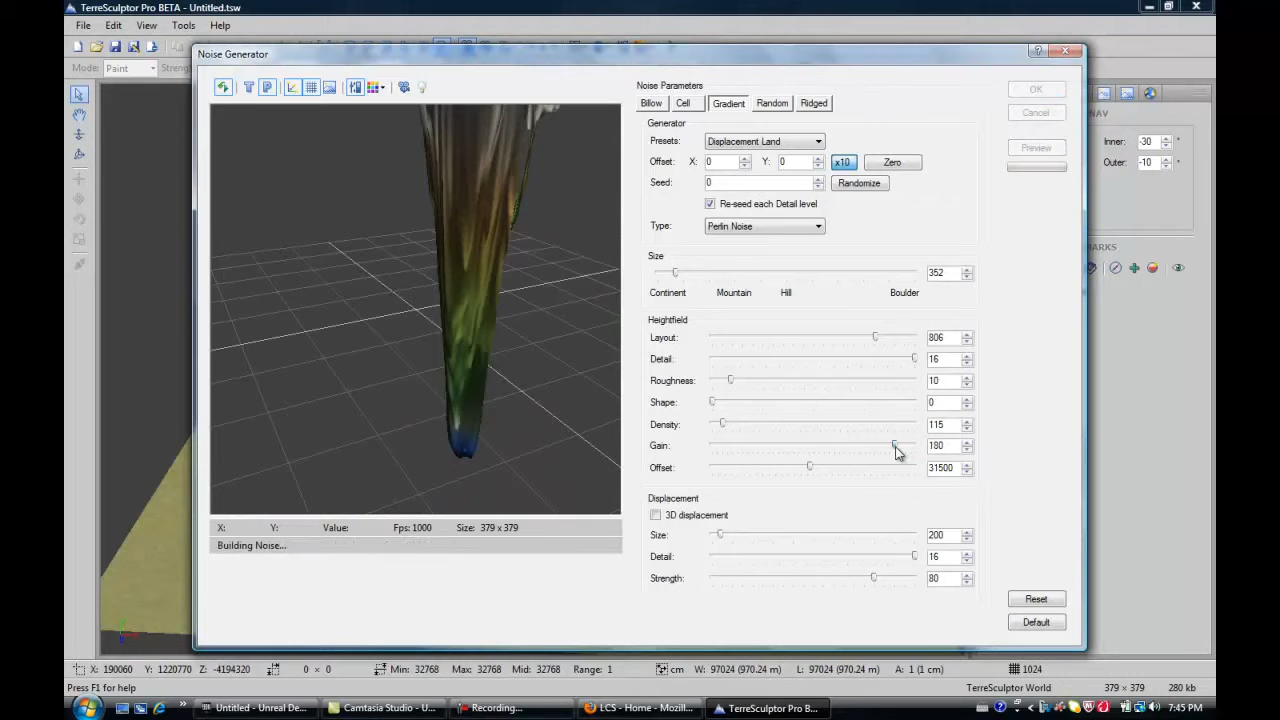 TerreSculptor Pro BETA - Untitled.tsw
File Edit View Tools Help
Mode: Paint Streng
Noise Generator
Noise Parameters
Billow Cell Gradient Random Ridged
OK
Cancel
Preview
Generator
Presets: Displacement Land
Offset: X: 0 Y: 0 x10 Zero
Seed: 0 Randomize
Re-seed each Detail level
Type: Perlin Noise
Size
352
Continent Mountain Hill Boulder
Heightfield
Layout: 806
Detail: 16
Roughness: 10
Shape: 0
Density: 115
Gain: 180
Offset: 31500
Displacement
3D displacement
Size: 200
Detail: 16
Strength: 80
Reset
Default
X: Y: Value: Fps: 1000 Size: 379 x 379
Building Noise...
NAV
Inner: -30 °
Outer: -10 °
MARKS
X: 190060 Y: 1220770 Z: -4194320 0 × 0 Min: 32768 Max: 32768 Mid: 32768 Range: 1 cm W: 97024 (970.24 m) L: 97024 (970.24 m) A: 1 (1 cm) 1024
Press F1 for help TerreSculptor World 379 × 379 280 kb
Untitled - Unreal De... Camtasia Studio - U... Recording... LCS - Home - Mozill... TerreSculptor Pro B... 7:45 PM